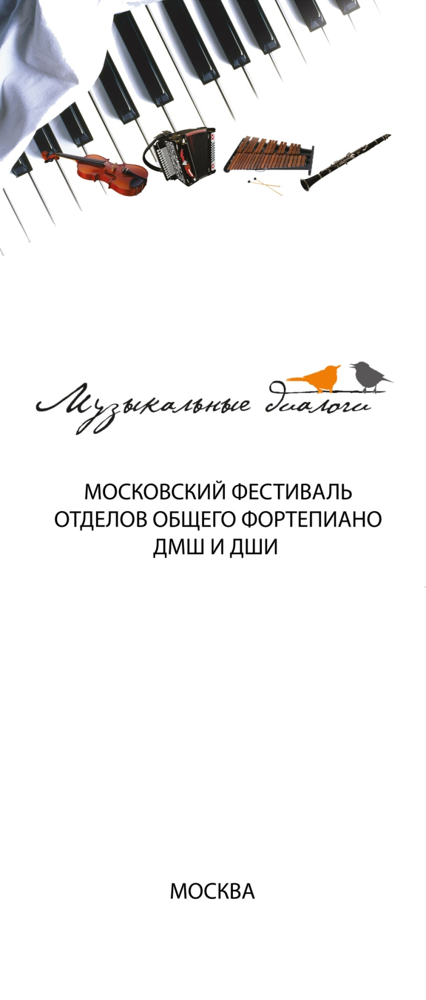 Музыкальные диалоги
МОСКОВСКИЙ ФЕСТИВАЛЬ
ОТДЕЛОВ ОБЩЕГО ФОРТЕПИАНО
ДМШ И ДШИ
МОСКВА